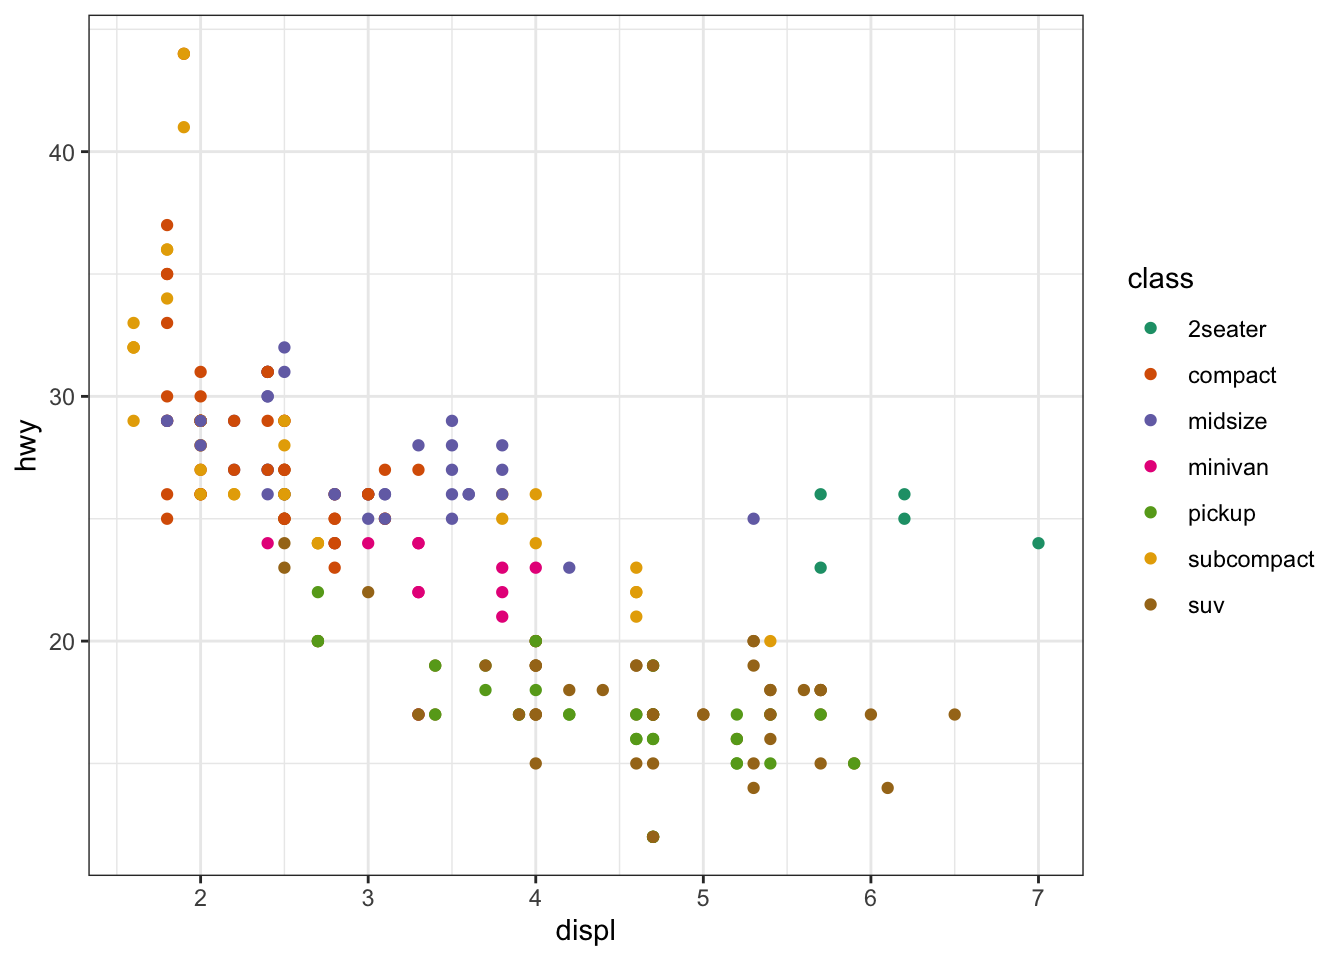 40
30
20
hwy
2
3
4
5
6
7
displ
class
2seater
compact
midsize
minivan
pickup
subcompact
suv